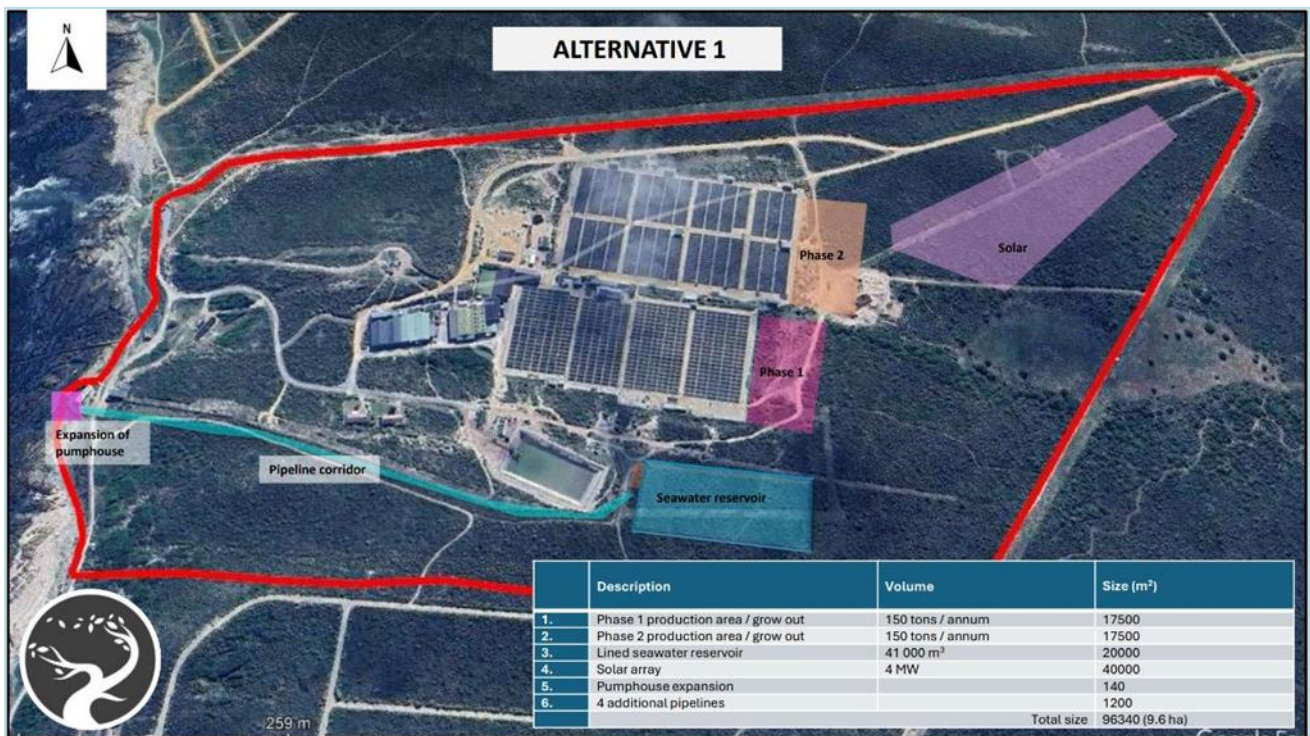 N
ALTERNATIVE 1
Phase 2
Solar
Phase 1
Expansion of
pumphouse
Pipeline corridor
Seawater reservoir
Description Volume Size (m²)
1. Phase 1 production area / grow out 150 tons / annum 17500
2. Phase 2 production area / grow out 150 tons / annum 17500
3. Lined seawater reservoir 41 000 m³ 20000
4. Solar array 4 MW 40000
5. Pumphouse expansion 140
6. 4 additional pipelines 1200
Total size 96340 (9.6 ha)
259 m